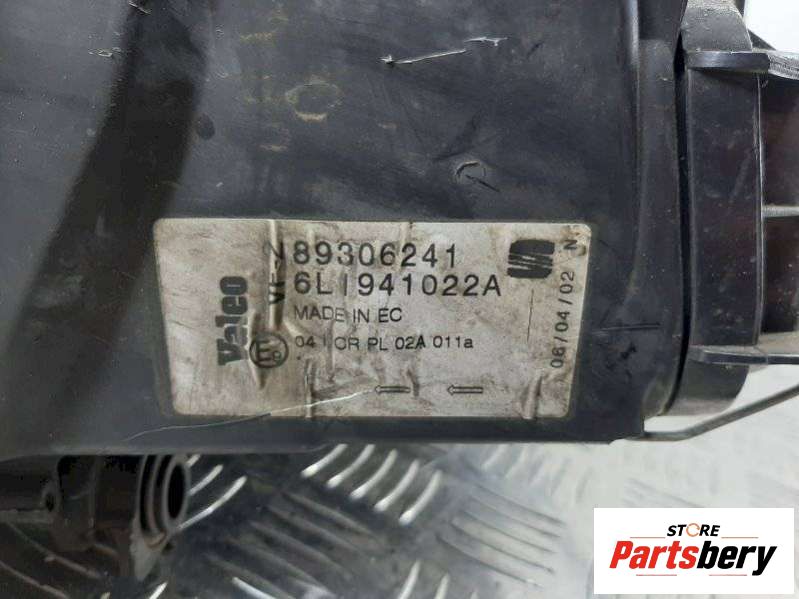 89306241
6L1941022A
MADE IN EC
04 I CR PL 02A 011a
Valeo
06/04/02 N
STORE
Partsbery